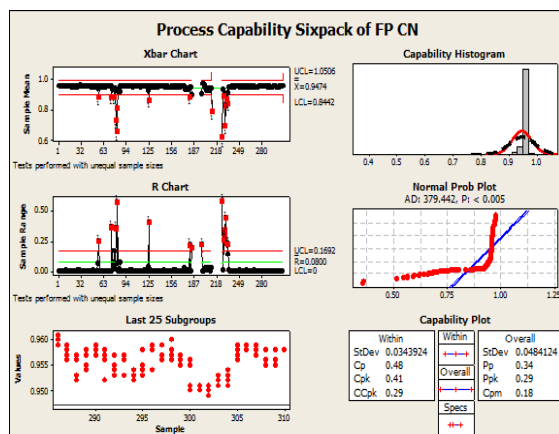 Process Capability Sixpack of FP CN
Xbar Chart
Sample Mean
1.0
0.8
0.6
UCL=1.0506
X=0.9474
LCL=0.8442
1 32 63 94 125 156 187 218 249 280
Tests performed with unequal sample sizes
Capability Histogram
0.4 0.5 0.6 0.7 0.8 0.9 1.0
R Chart
Sample Range
0.50
0.25
0.00
UCL=0.1692
R=0.0800
LCL=0
1 32 63 94 125 156 187 218 249 280
Tests performed with unequal sample sizes
Normal Prob Plot
AD: 379.442, P: < 0.005
0.50 0.75 1.00 1.25
Last 25 Subgroups
Values
0.960
0.955
0.950
290 295 300 305 310
Sample
Capability Plot
Within
StDev 0.0343924
Cp 0.48
Cpk 0.41
CCpk 0.29
Within
Overall
Specs
Overall
StDev 0.0484124
Pp 0.34
Ppk 0.29
Cpm 0.18